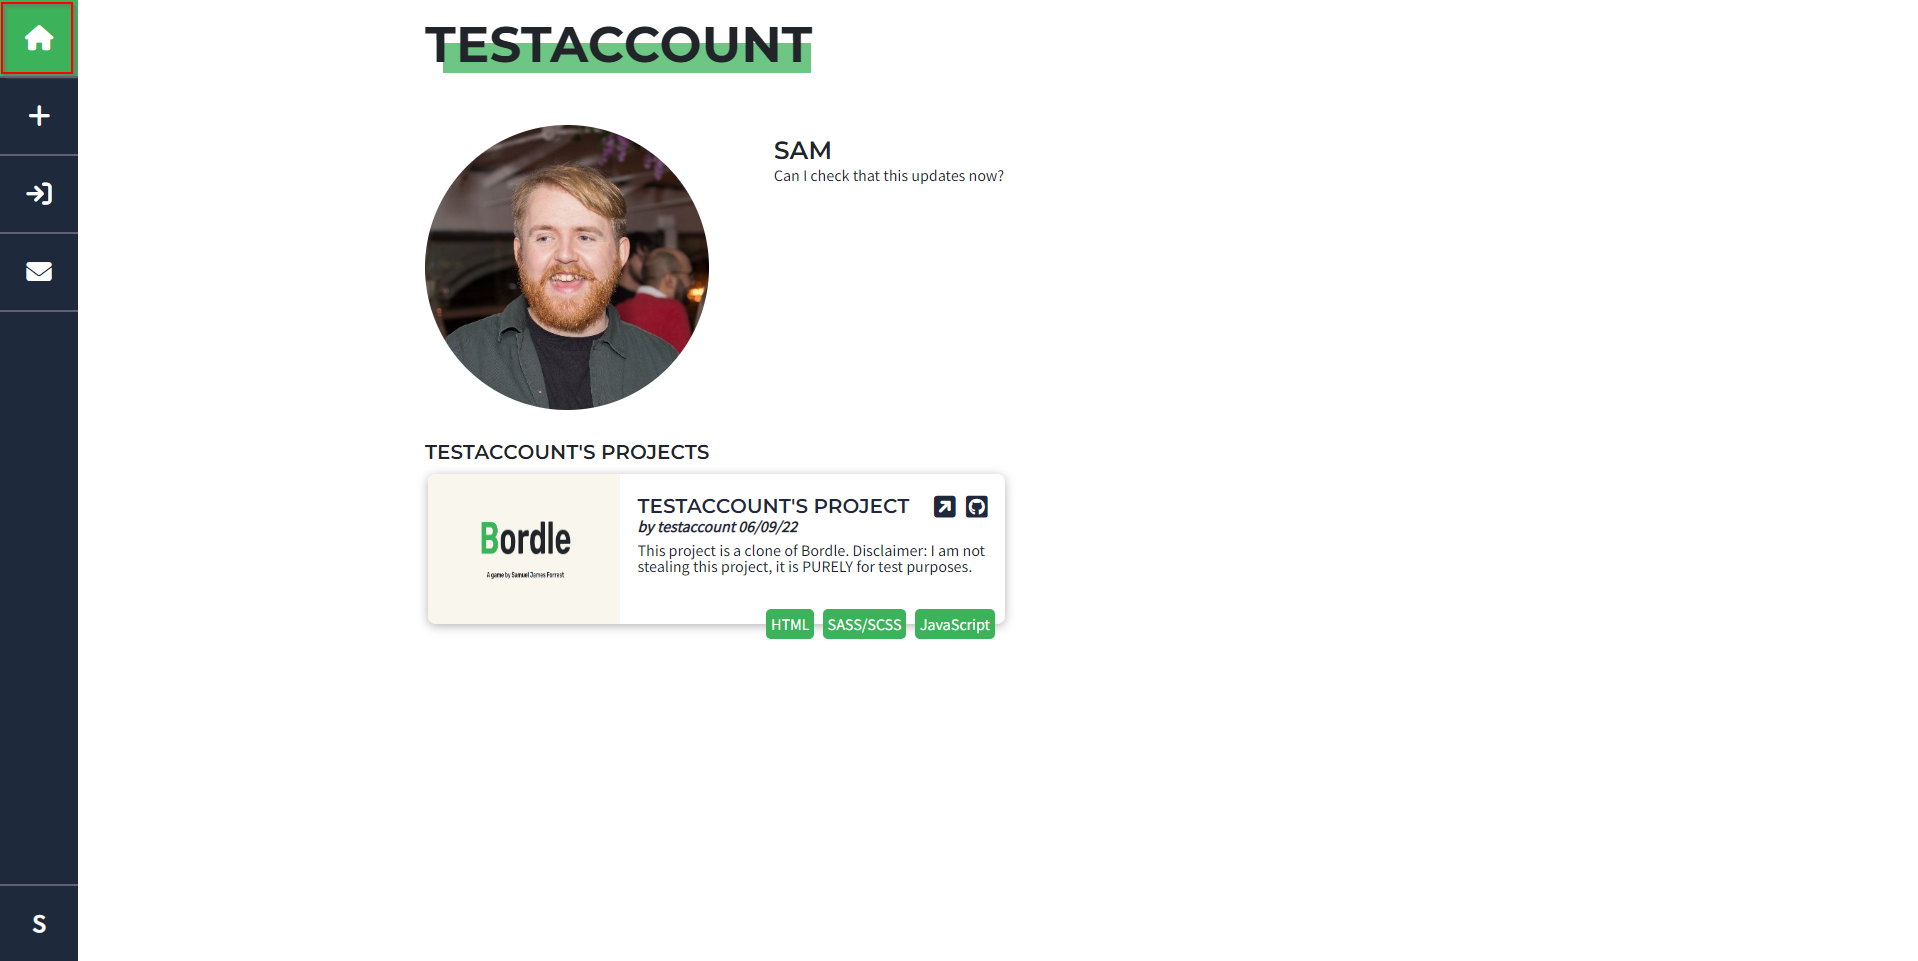 TESTACCOUNT
SAM
Can I check that this updates now?
TESTACCOUNT'S PROJECTS
Bordle
A game by Samuel James Forrest
TESTACCOUNT'S PROJECT
by testaccount 06/09/22
This project is a clone of Bordle. Disclaimer: I am not
stealing this project, it is PURELY for test purposes.
HTML SASS/SCSS JavaScript
S